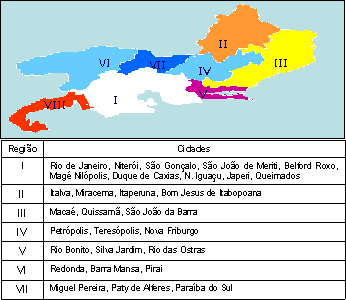 II
VI
VII
IV
III
V
VIII
I
Região Cidades
I Rio de Janeiro, Niterói, São Gonçalo, São João de Meriti, Belford Roxo,
Magé Nilópolis, Duque de Caxias, N. Iguaçu, Japeri, Queimados
II Italva, Miracema, Itaperuna, Bom Jesus de Itabopoana
III Macaé, Quissamã, São João da Barra
IV Petrópolis, Teresópolis, Nova Friburgo
V Rio Bonito, Silva Jardim, Rio das Ostras
VI Redonda, Barra Mansa, Pirai
VII Miguel Pereira, Paty de Alferes, Paraíba do Sul